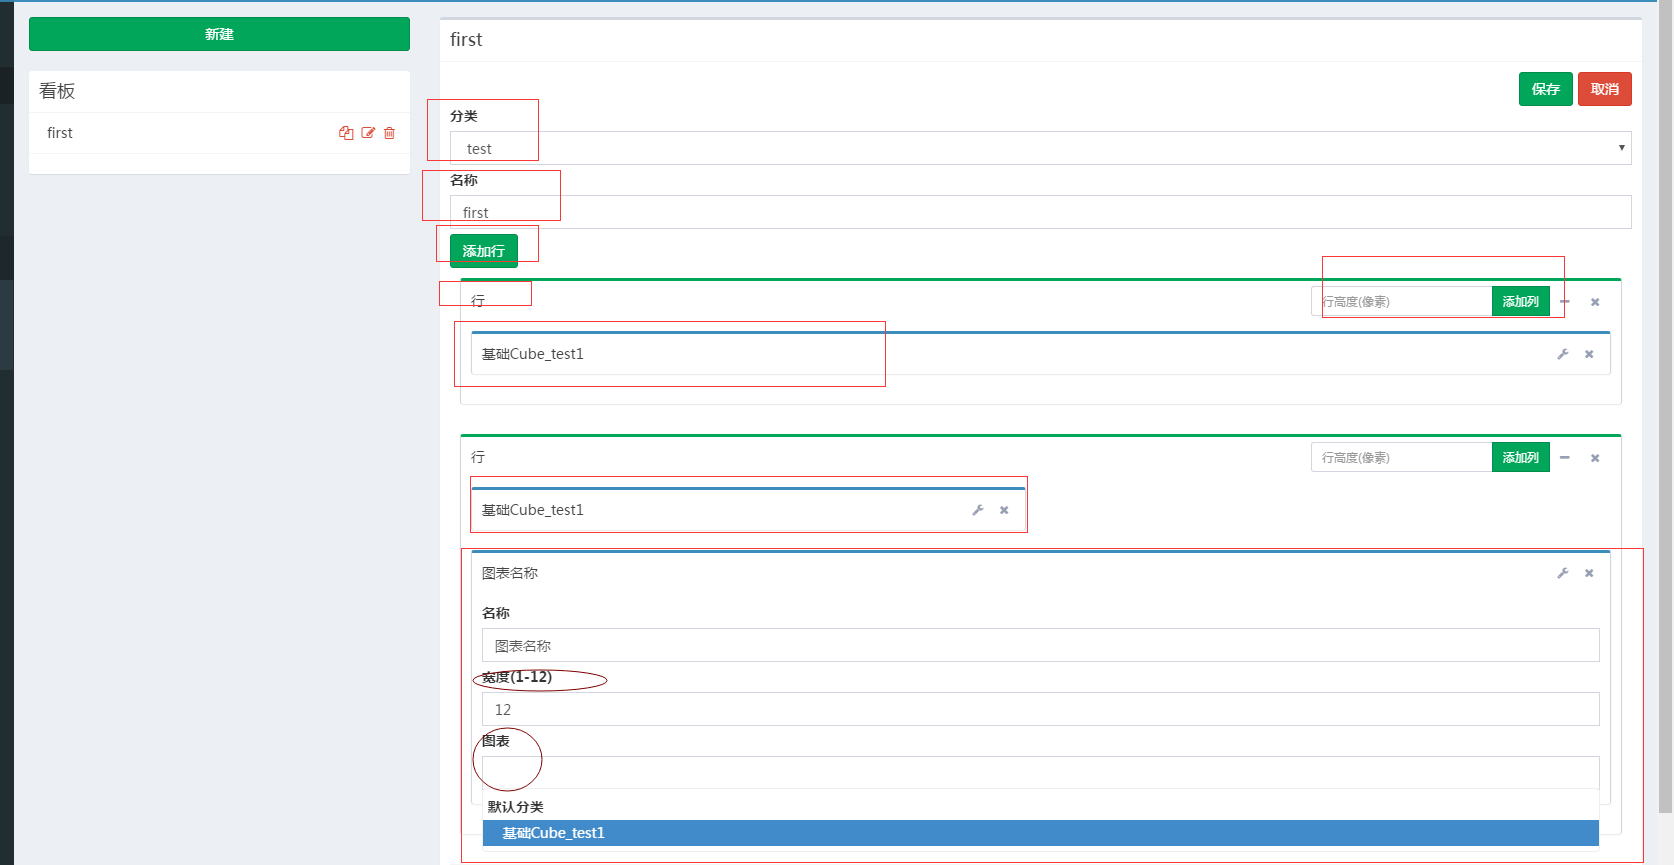 新建
看板
first
first
保存 取消
分类
test
名称
first
添加行
行 行高度(像素) 添加列
基础Cube_test1
行 行高度(像素) 添加列
基础Cube_test1
图表名称
名称
图表名称
宽度(1-12)
12
图表
默认分类
基础Cube_test1